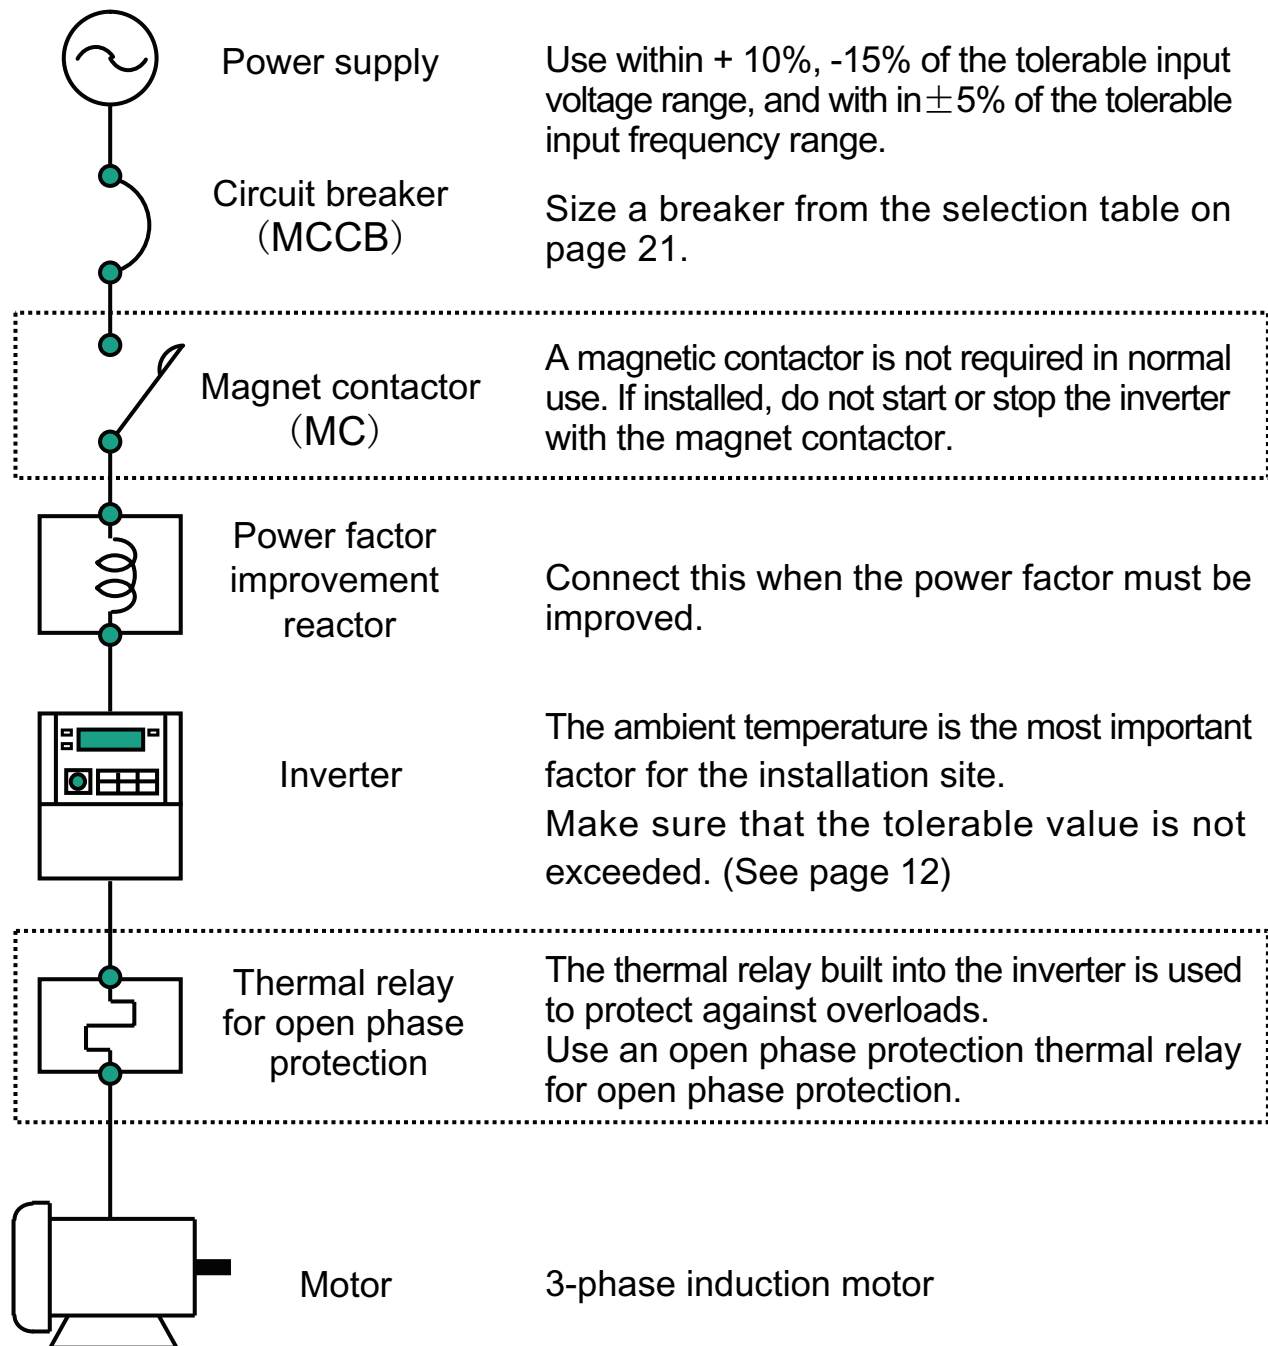 Power supply
Use within + 10%, -15% of the tolerable input
voltage range, and with in±5% of the tolerable
input frequency range.
Circuit breaker
（MCCB）
Size a breaker from the selection table on
page 21.
Magnet contactor
（MC）
A magnetic contactor is not required in normal
use. If installed, do not start or stop the inverter
with the magnet contactor.
Power factor
improvement
reactor
Connect this when the power factor must be
improved.
Inverter
The ambient temperature is the most important
factor for the installation site.
Make sure that the tolerable value is not
exceeded. (See page 12)
Thermal relay
for open phase
protection
The thermal relay built into the inverter is used
to protect against overloads.
Use an open phase protection thermal relay
for open phase protection.
Motor
3-phase induction motor